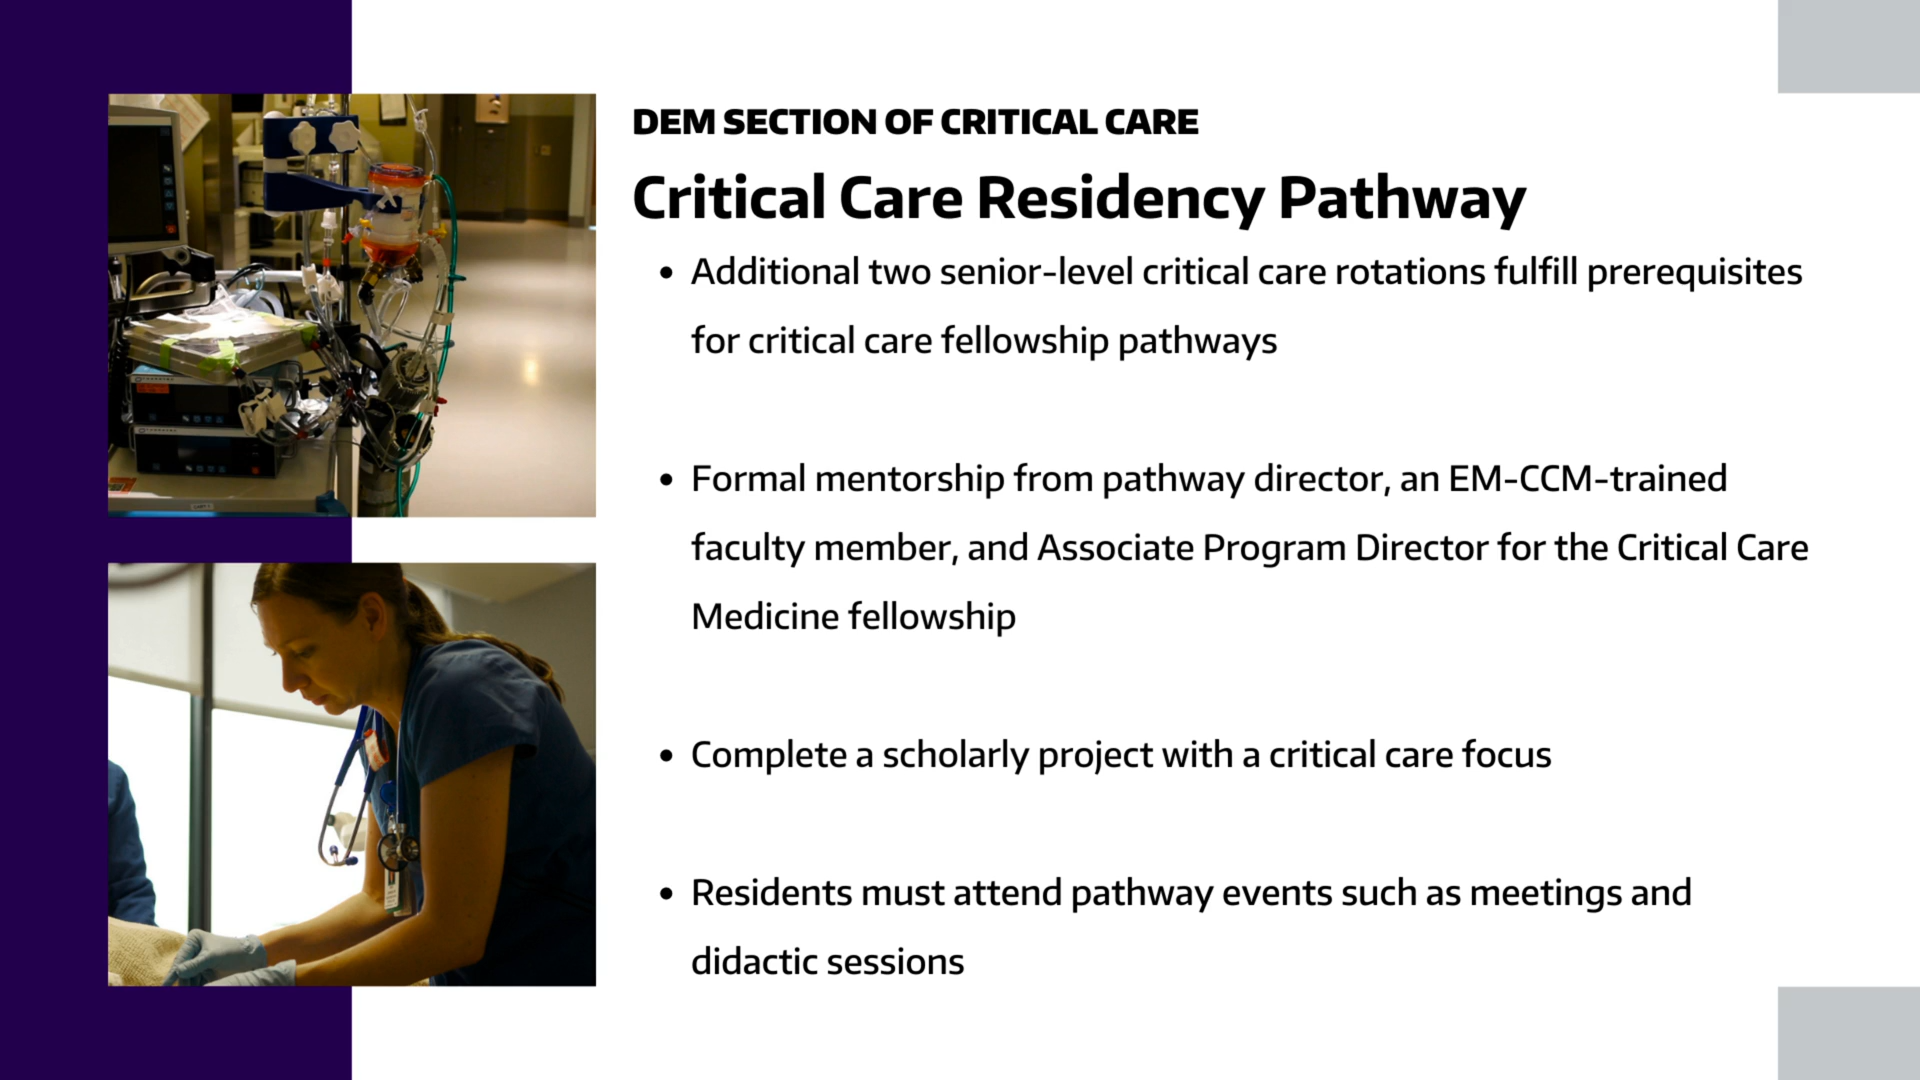 DEM SECTION OF CRITICAL CARE
Critical Care Residency Pathway
• Additional two senior-level critical care rotations fulfill prerequisites
for critical care fellowship pathways
• Formal mentorship from pathway director, an EM-CCM-trained
faculty member, and Associate Program Director for the Critical Care
Medicine fellowship
• Complete a scholarly project with a critical care focus
• Residents must attend pathway events such as meetings and
didactic sessions